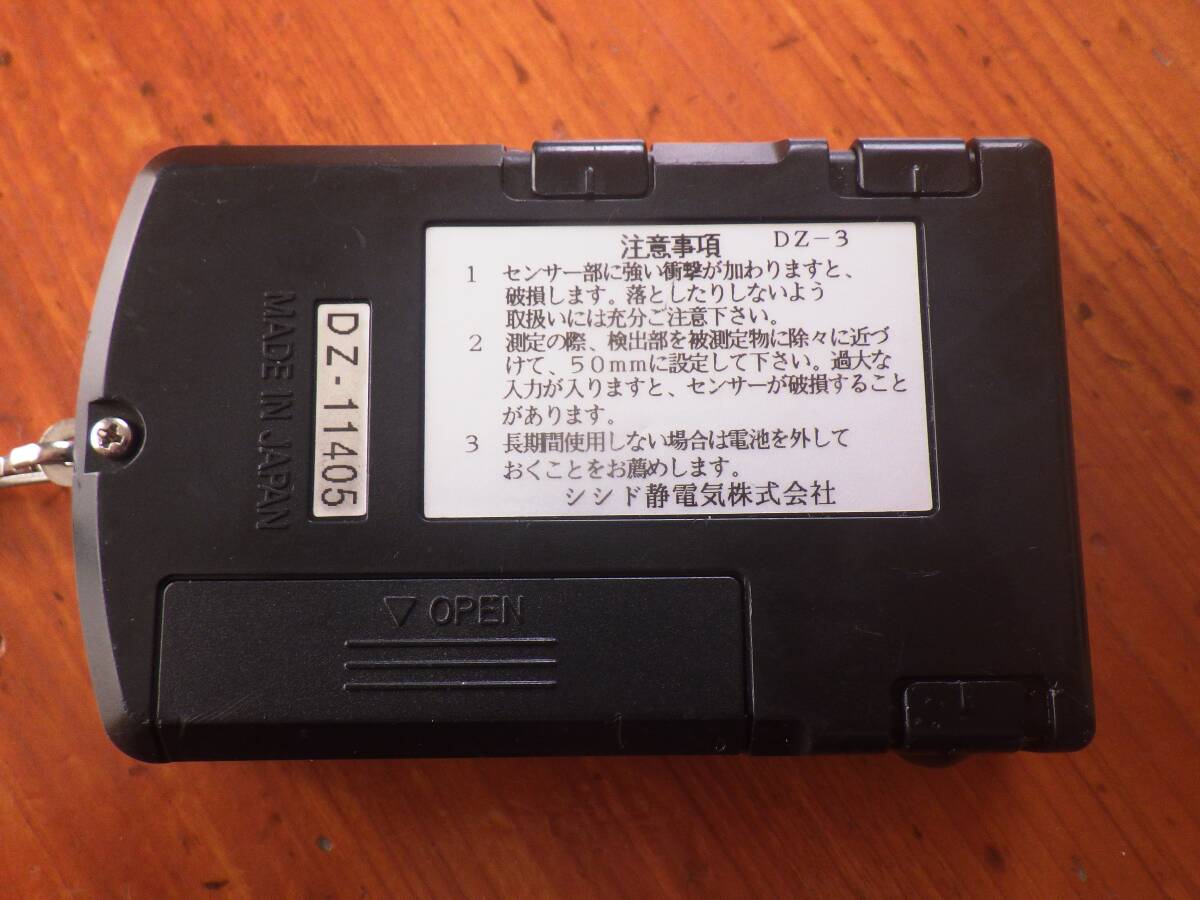 注意事項 DZ-3
1 センサー部に強い衝撃が加わりますと、
破損します。落としたりしないよう
取扱いには充分ご注意下さい。
2 測定の際、検出部を被測定物に除々に近づ
けて、50mmに設定して下さい。過大な
入力が入りますと、センサーが破損すること
があります。
3 長期間使用しない場合は電池を外して
おくことをお薦めします。
シシド静電気株式会社
DZ-11405
MADE IN JAPAN
▽ OPEN